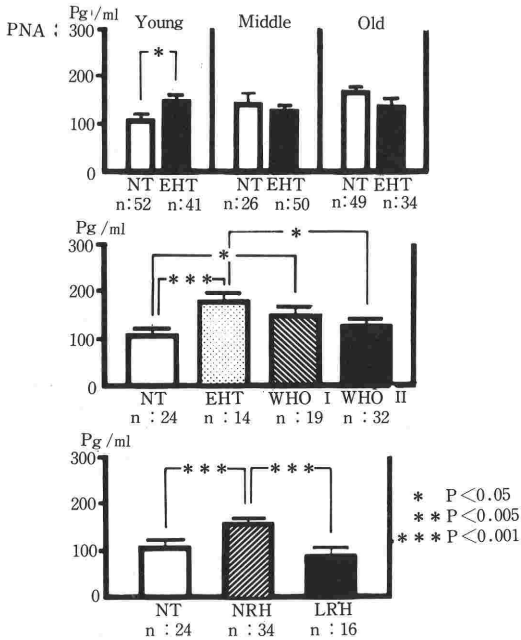 PNA : Pg/ml Young Middle Old
300
*
200
100
0
NT EHT NT EHT NT EHT
n:52 n:41 n:26 n:50 n:49 n:34
Pg/ml
300
*
*
200
***
100
0
NT EHT WHO I WHO II
n : 24 n : 14 n : 19 n : 32
Pg/ml
300
*** ***
* P<0.05
200
** P<0.005
*** P<0.001
100
0
NT NRH LRH
n : 24 n : 34 n : 16